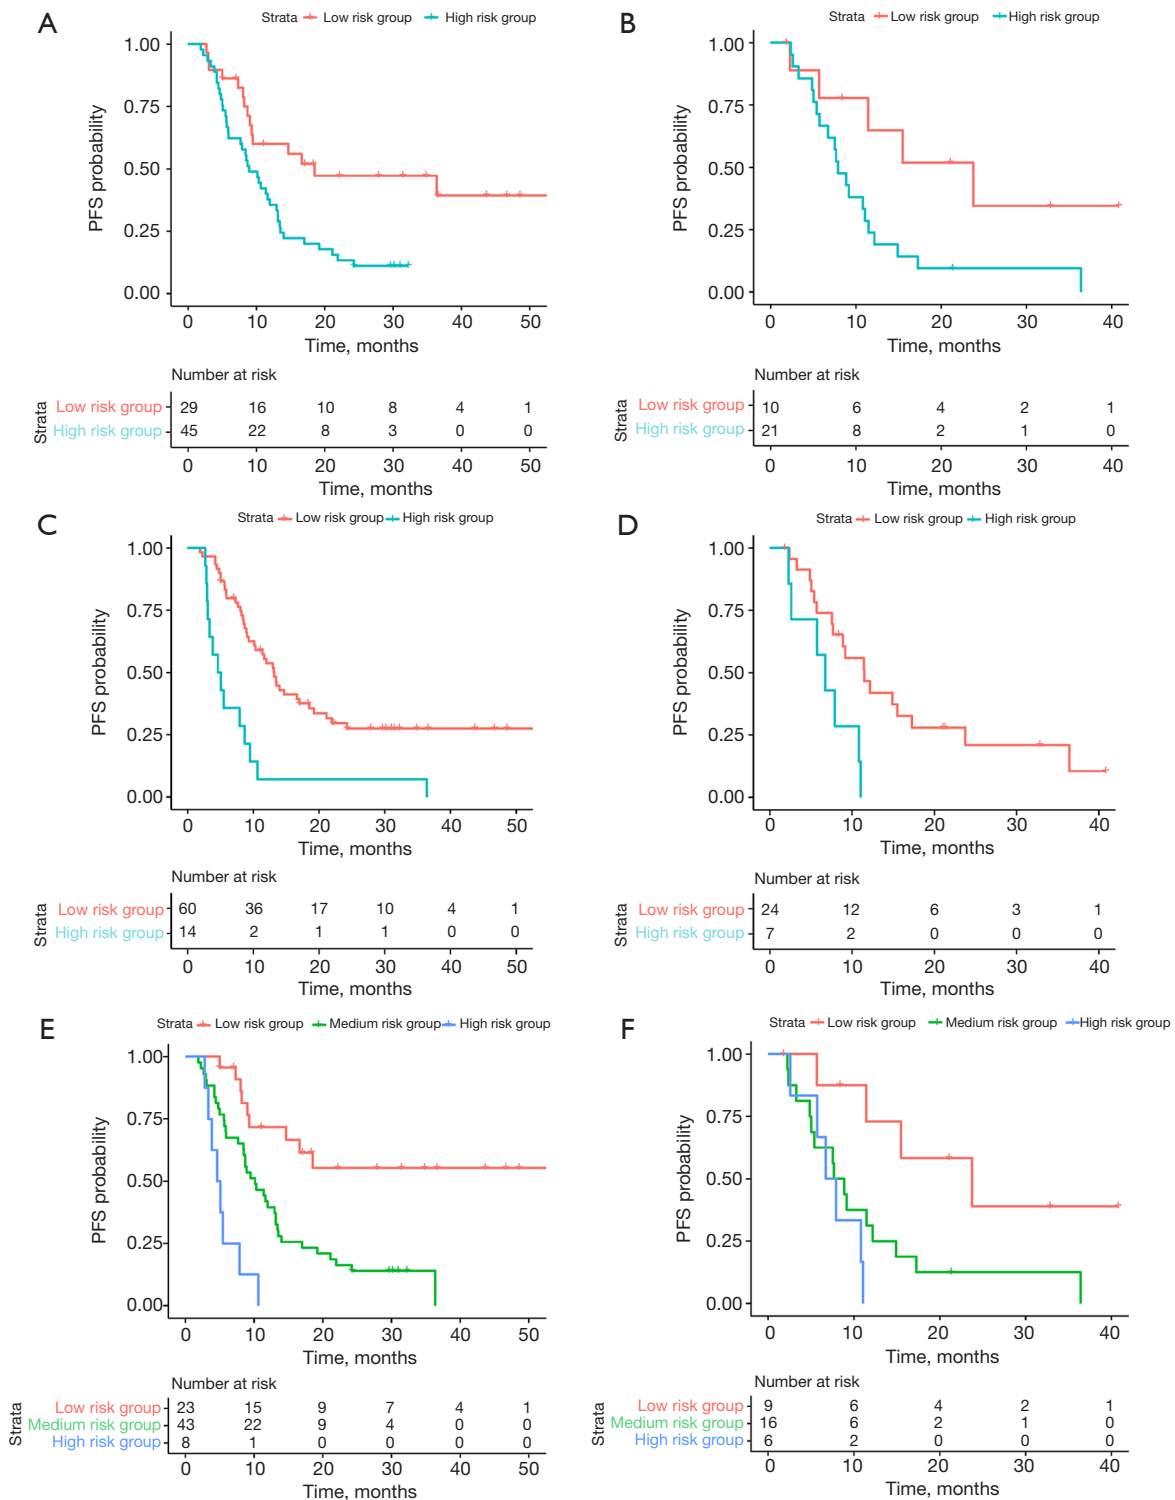 A
Strata Low risk group High risk group
1.00
0.75
0.50
0.25
0.00
PFS probability
0 10 20 30 40 50
Time, months
Number at risk
Strata
Low risk group 29 16 10 8 4 1
High risk group 45 22 8 3 0 0
0 10 20 30 40 50
Time, months
B
Strata Low risk group High risk group
1.00
0.75
0.50
0.25
0.00
PFS probability
0 10 20 30 40
Time, months
Number at risk
Strata
Low risk group 10 6 4 2 1
High risk group 21 8 2 1 0
0 10 20 30 40
Time, months
C
Strata Low risk group High risk group
1.00
0.75
0.50
0.25
0.00
PFS probability
0 10 20 30 40 50
Time, months
Number at risk
Strata
Low risk group 60 36 17 10 4 1
High risk group 14 2 1 1 0 0
0 10 20 30 40 50
Time, months
D
Strata Low risk group High risk group
1.00
0.75
0.50
0.25
0.00
PFS probability
0 10 20 30 40
Time, months
Number at risk
Strata
Low risk group 24 12 6 3 1
High risk group 7 2 0 0 0
0 10 20 30 40
Time, months
E
Strata Low risk group Medium risk group High risk group
1.00
0.75
0.50
0.25
0.00
PFS probability
0 10 20 30 40 50
Time, months
Number at risk
Strata
Low risk group 23 15 9 7 4 1
Medium risk group 43 22 9 4 0 0
High risk group 8 1 0 0 0 0
0 10 20 30 40 50
Time, months
F
Strata Low risk group Medium risk group High risk group
1.00
0.75
0.50
0.25
0.00
PFS probability
0 10 20 30 40
Time, months
Number at risk
Strata
Low risk group 9 6 4 2 1
Medium risk group 16 6 2 1 0
High risk group 6 2 0 0 0
0 10 20 30 40
Time, months